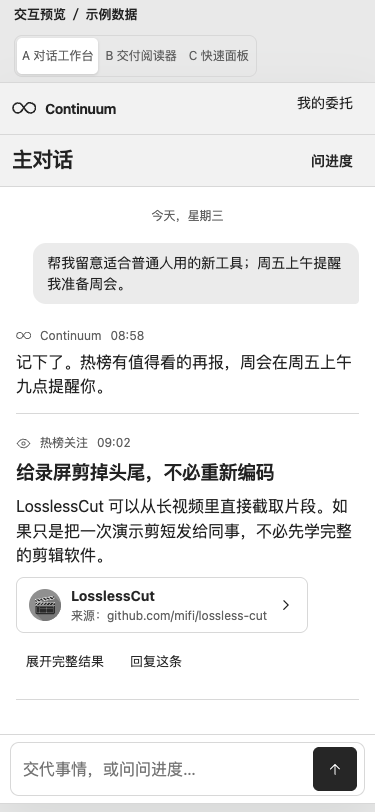 交互预览 / 示例数据
A 对话工作台 B 交付阅读器 C 快速面板
Continuum 我的委托
主对话 问进度
今天，星期三
帮我留意适合普通人用的新工具；周五上午提醒
我准备周会。
Continuum 08:58
记下了。热榜有值得看的再报，周会在周五上午
九点提醒你。
热榜关注 09:02
给录屏剪掉头尾，不必重新编码
LosslessCut 可以从长视频里直接截取片段。如
果只是把一次演示剪短发给同事，不必先学完整
的剪辑软件。
LosslessCut
来源：github.com/mifi/lossless-cut
展开完整结果 回复这条
交代事情，或问问进度...